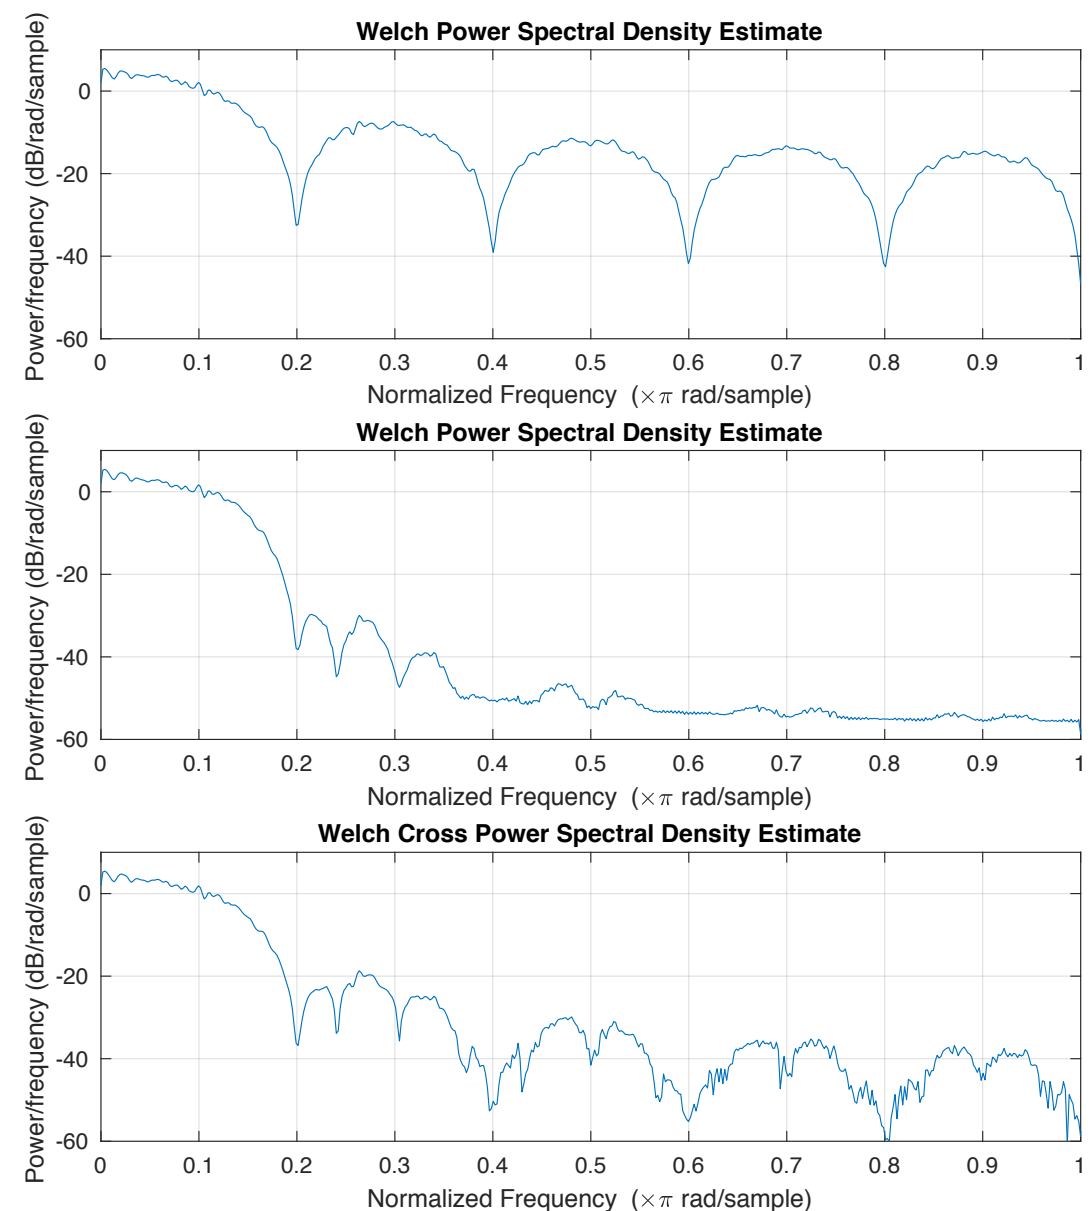 Welch Power Spectral Density Estimate
Power/frequency (dB/rad/sample)
0
-20
-40
-60
0 0.1 0.2 0.3 0.4 0.5 0.6 0.7 0.8 0.9 1
Normalized Frequency (×π rad/sample)
Welch Power Spectral Density Estimate
Power/frequency (dB/rad/sample)
0
-20
-40
-60
0 0.1 0.2 0.3 0.4 0.5 0.6 0.7 0.8 0.9 1
Normalized Frequency (×π rad/sample)
Welch Cross Power Spectral Density Estimate
Power/frequency (dB/rad/sample)
0
-20
-40
-60
0 0.1 0.2 0.3 0.4 0.5 0.6 0.7 0.8 0.9 1
Normalized Frequency (×π rad/sample)